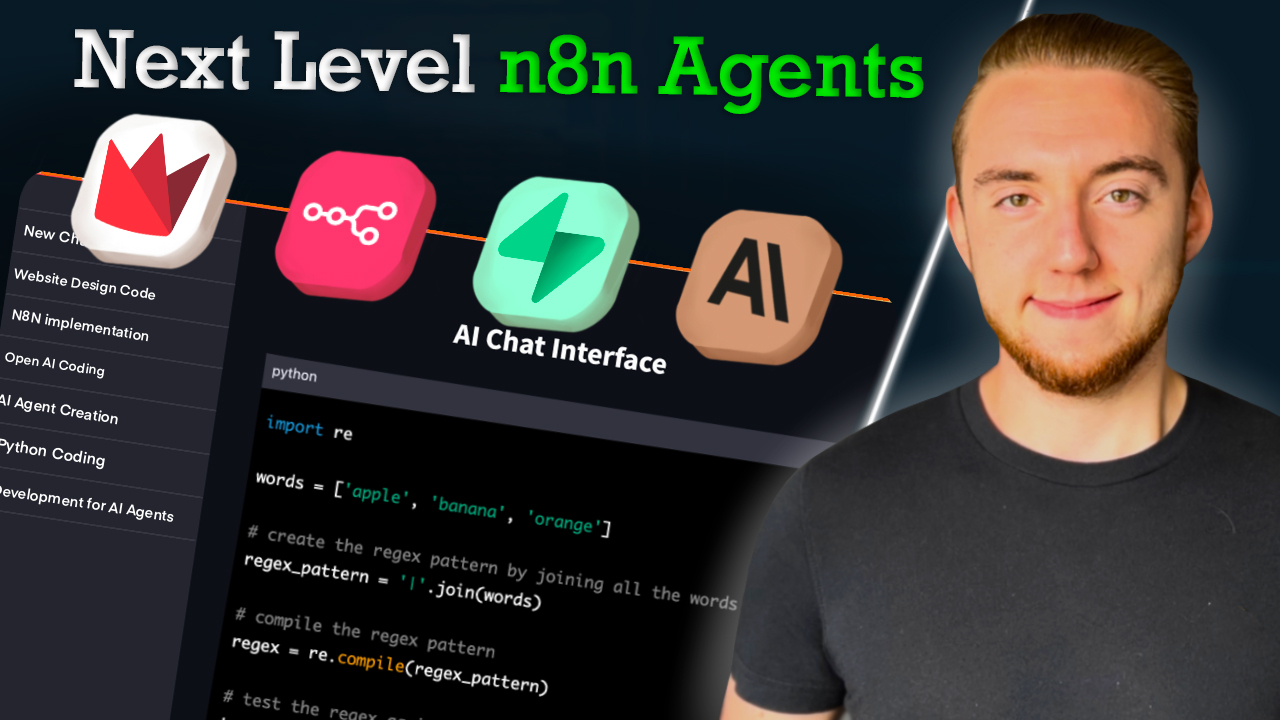 Next Level n8n Agents
AI
AI Chat Interface
New
Website Design Code
N8N implementation
Open AI Coding
AI Agent Creation
Python Coding
Development for AI Agents
python
import re
words = ['apple', 'banana', 'orange']
# create the regex pattern by joining all the words
regex_pattern = '|'.join(words)
# compile the regex pattern
regex = re.compile(regex_pattern)
# test the regex